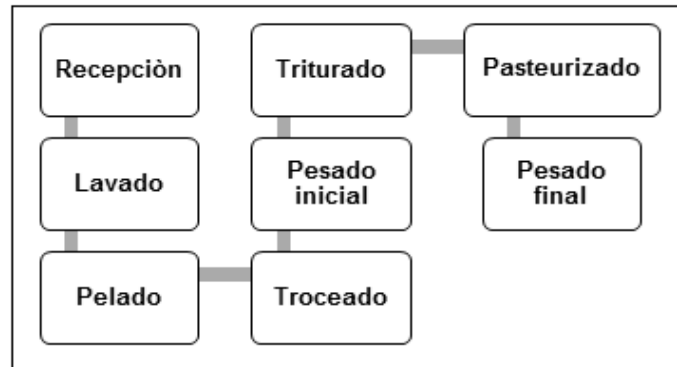 Recepciòn
Lavado
Pelado
Troceado
Pesado
inicial
Triturado
Pasteurizado
Pesado
final